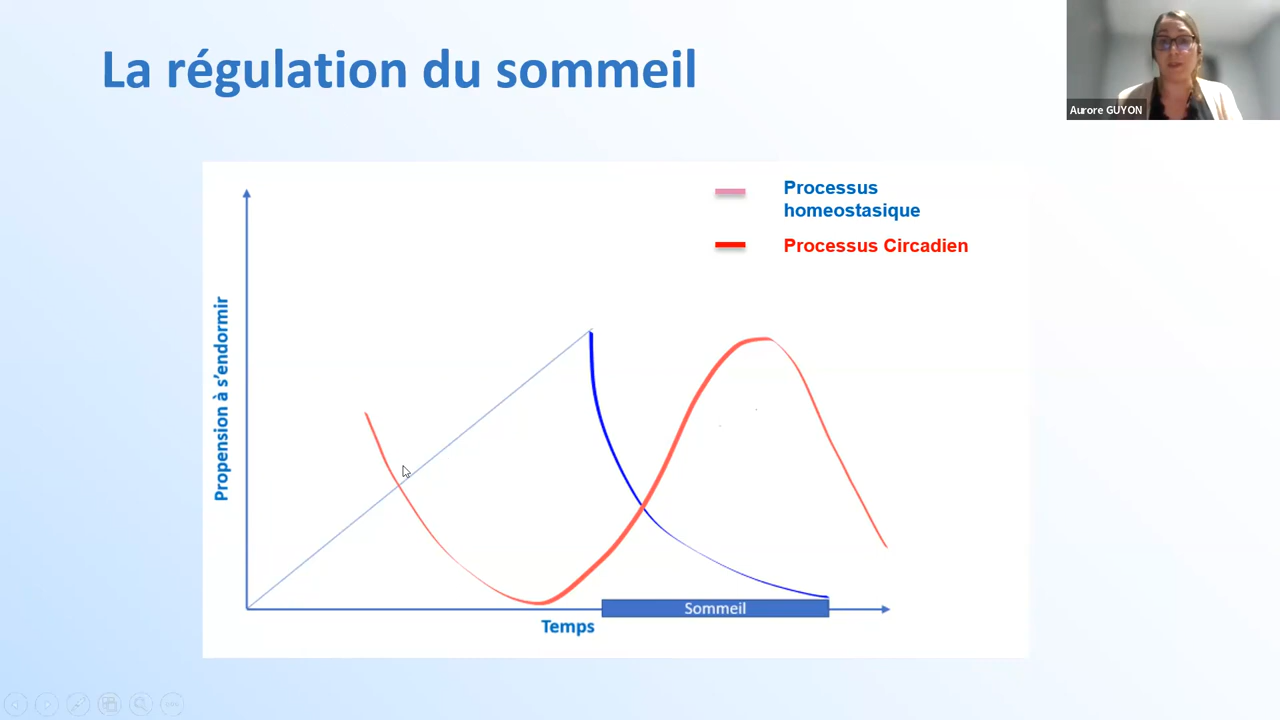 La régulation du sommeil
Aurore GUYON
Processus
homeostasique
Processus Circadien
Propension à s’endormir
Sommeil
Temps